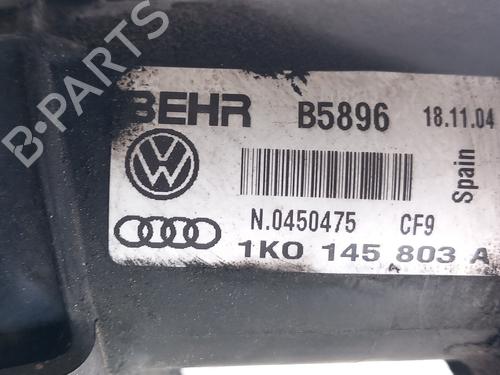 BEHR B5896 18.11.04
Spain
N.0450475 CF9
1K0 145 803 A
B-Parts